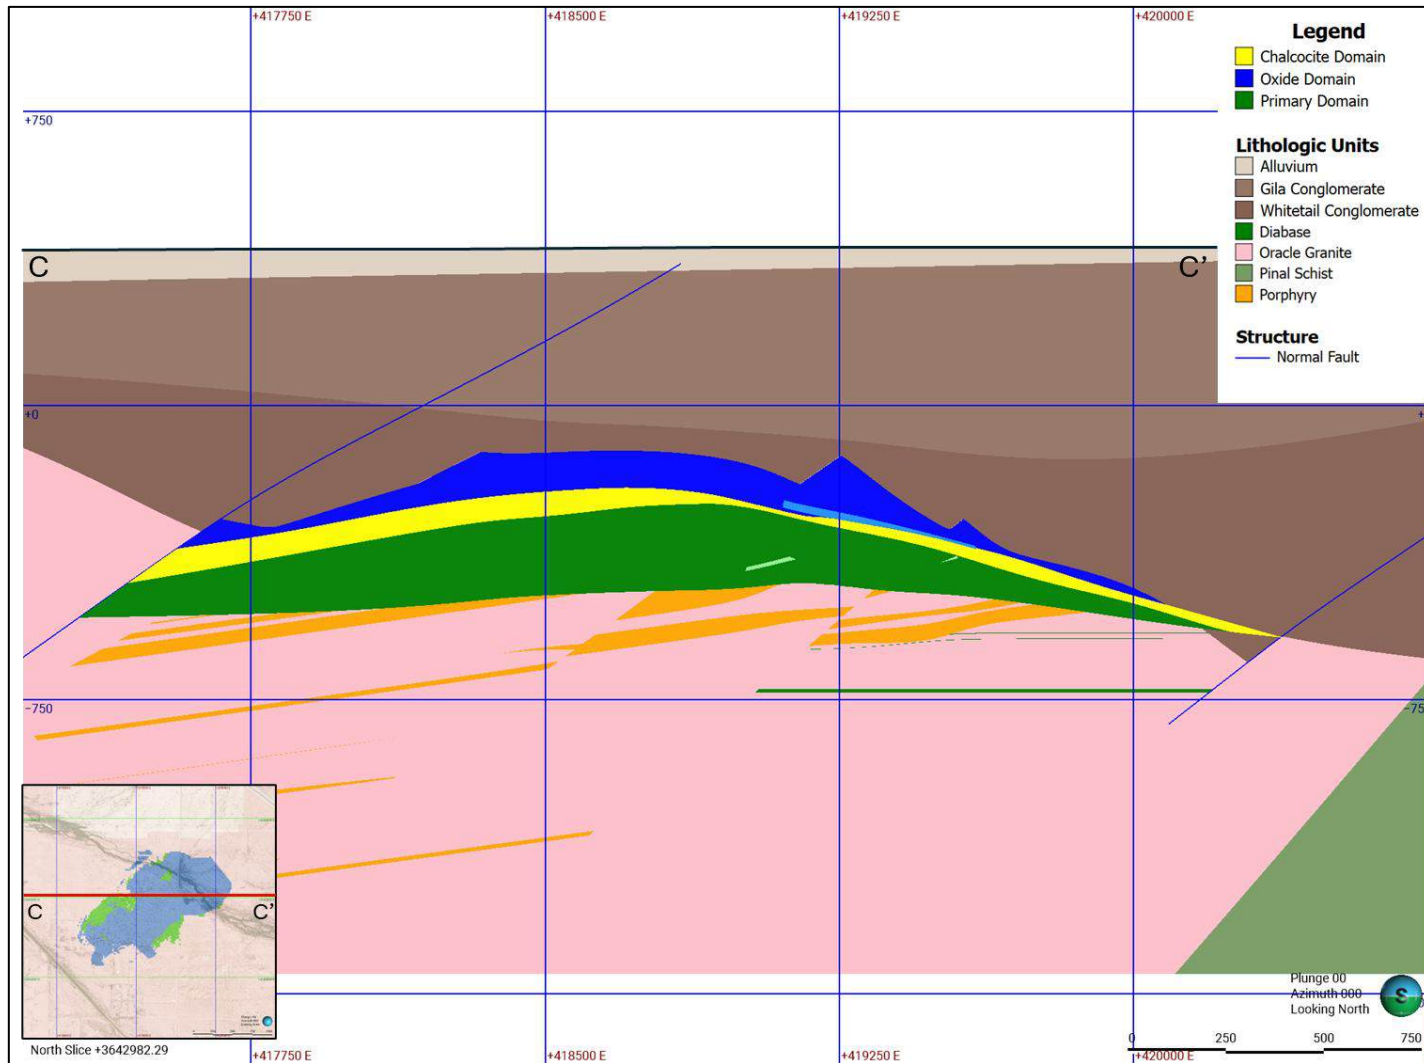 +417750 E
+418500 E
+419250 E
+420000 E
Legend
Chalcocite Domain
Oxide Domain
Primary Domain
+750
Lithologic Units
Alluvium
Gila Conglomerate
Whitetail Conglomerate
Diabase
Oracle Granite
Pinal Schist
Porphyry
C
C'
Structure
Normal Fault
+0
+
-750
-75
C
C'
Plunge 00
Azimuth 000
Looking North
S
North Slice +3642982.29
0
250
500
750
+417750 E
+418500 E
+419250 E
+420000 E